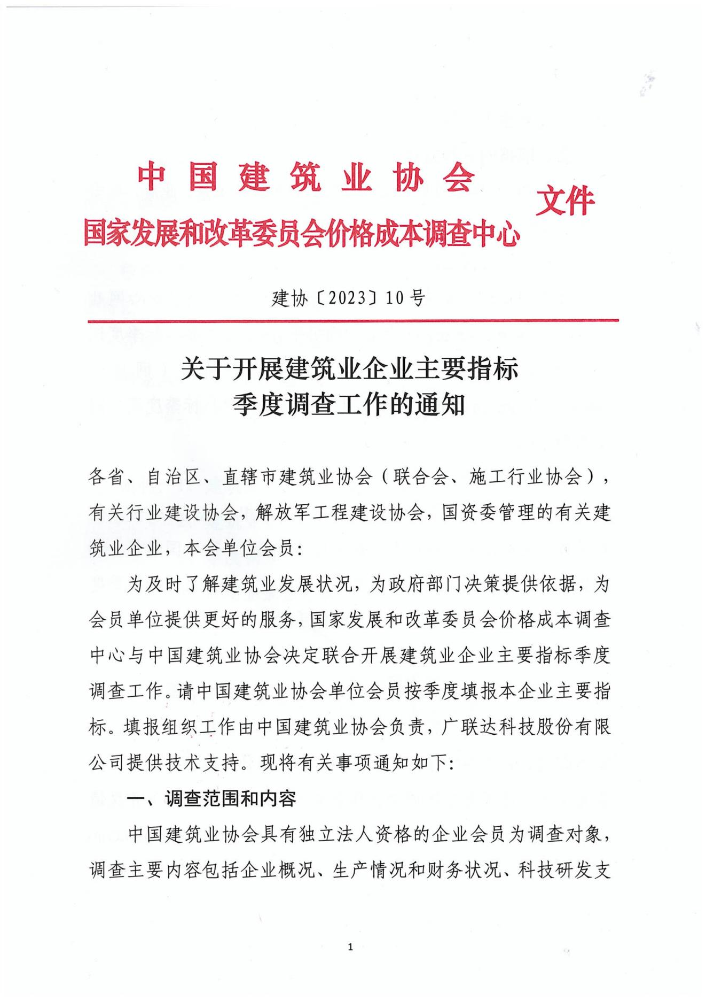 中国建筑业协会
国家发展和改革委员会价格成本调查中心
文件
建协〔2023〕10号
关于开展建筑业企业主要指标
季度调查工作的通知
各省、自治区、直辖市建筑业协会（联合会、施工行业协会），
有关行业建设协会，解放军工程建设协会，国资委管理的有关建
筑业企业，本会单位会员：
为及时了解建筑业发展状况，为政府部门决策提供依据，为
会员单位提供更好的服务，国家发展和改革委员会价格成本调查
中心与中国建筑业协会决定联合开展建筑业企业主要指标季度
调查工作。请中国建筑业协会单位会员按季度填报本企业主要指
标。填报组织工作由中国建筑业协会负责，广联达科技股份有限
公司提供技术支持。现将有关事项通知如下：
一、调查范围和内容
中国建筑业协会具有独立法人资格的企业会员为调查对象，
调查主要内容包括企业概况、生产情况和财务状况、科技研发支
1